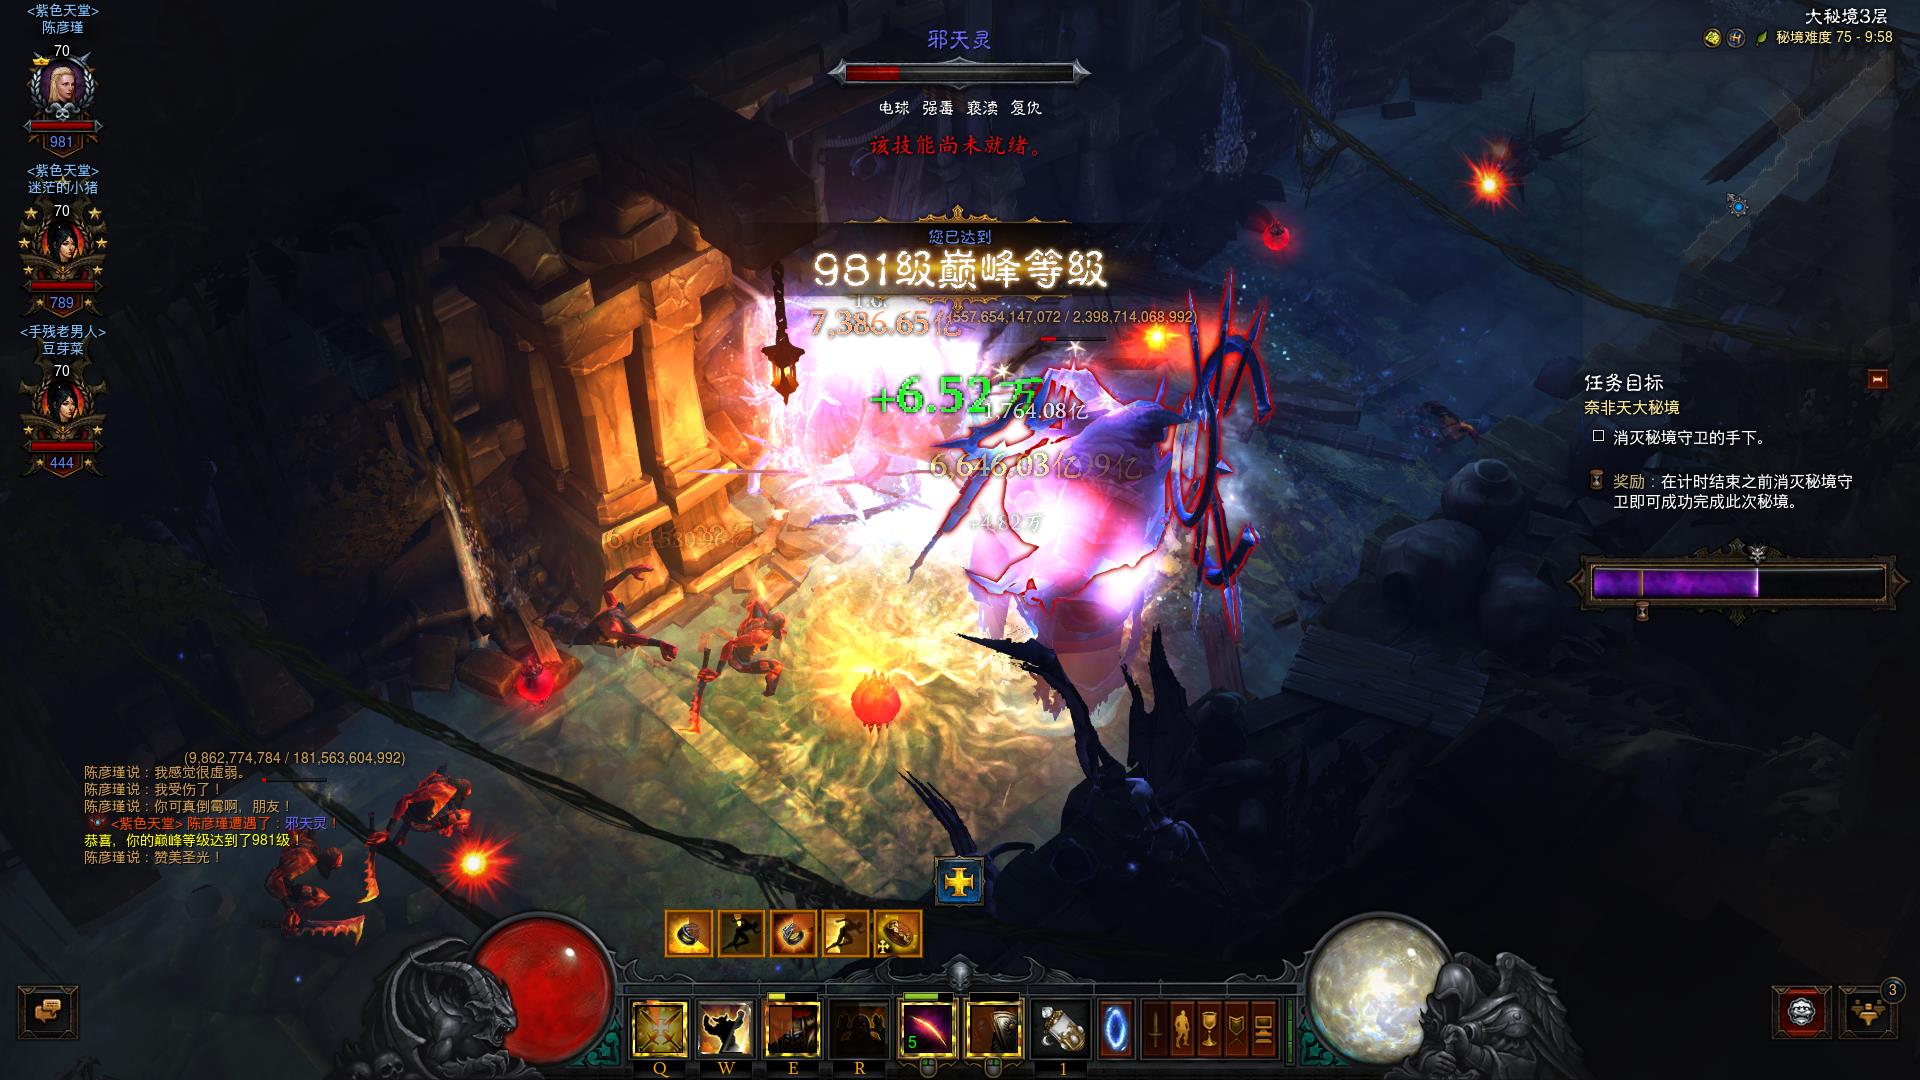 <紫色天堂>
陈彦瑾
70
981
<紫色天堂>
迷茫的小猪
70
789
<手残老男人>
豆芽菜
70
444
邪天灵
电球 强毒 亵渎 复仇
该技能尚未就绪。
大秘境3层
秘境难度 75 - 9:58
您已达到
981级巅峰等级
7,386.65亿
(557,654,147,072 / 2,398,714,068,992)
+6.52万
1,764.08亿
6,646.03亿
+4.82万
任务目标
奈非天大秘境
消灭秘境守卫的手下。
奖励：在计时结束之前消灭秘境守
卫即可成功完成此次秘境。
(9,862,774,784 / 181,563,604,992)
陈彦瑾说：我感觉很虚弱。
陈彦瑾说：我受伤了！
陈彦瑾说：你可真倒霉啊，朋友！
<紫色天堂> 陈彦瑾遭遇了：邪天灵！
恭喜，你的巅峰等级达到了981级！
陈彦瑾说：赞美圣光！
5
Q W E R 1
3